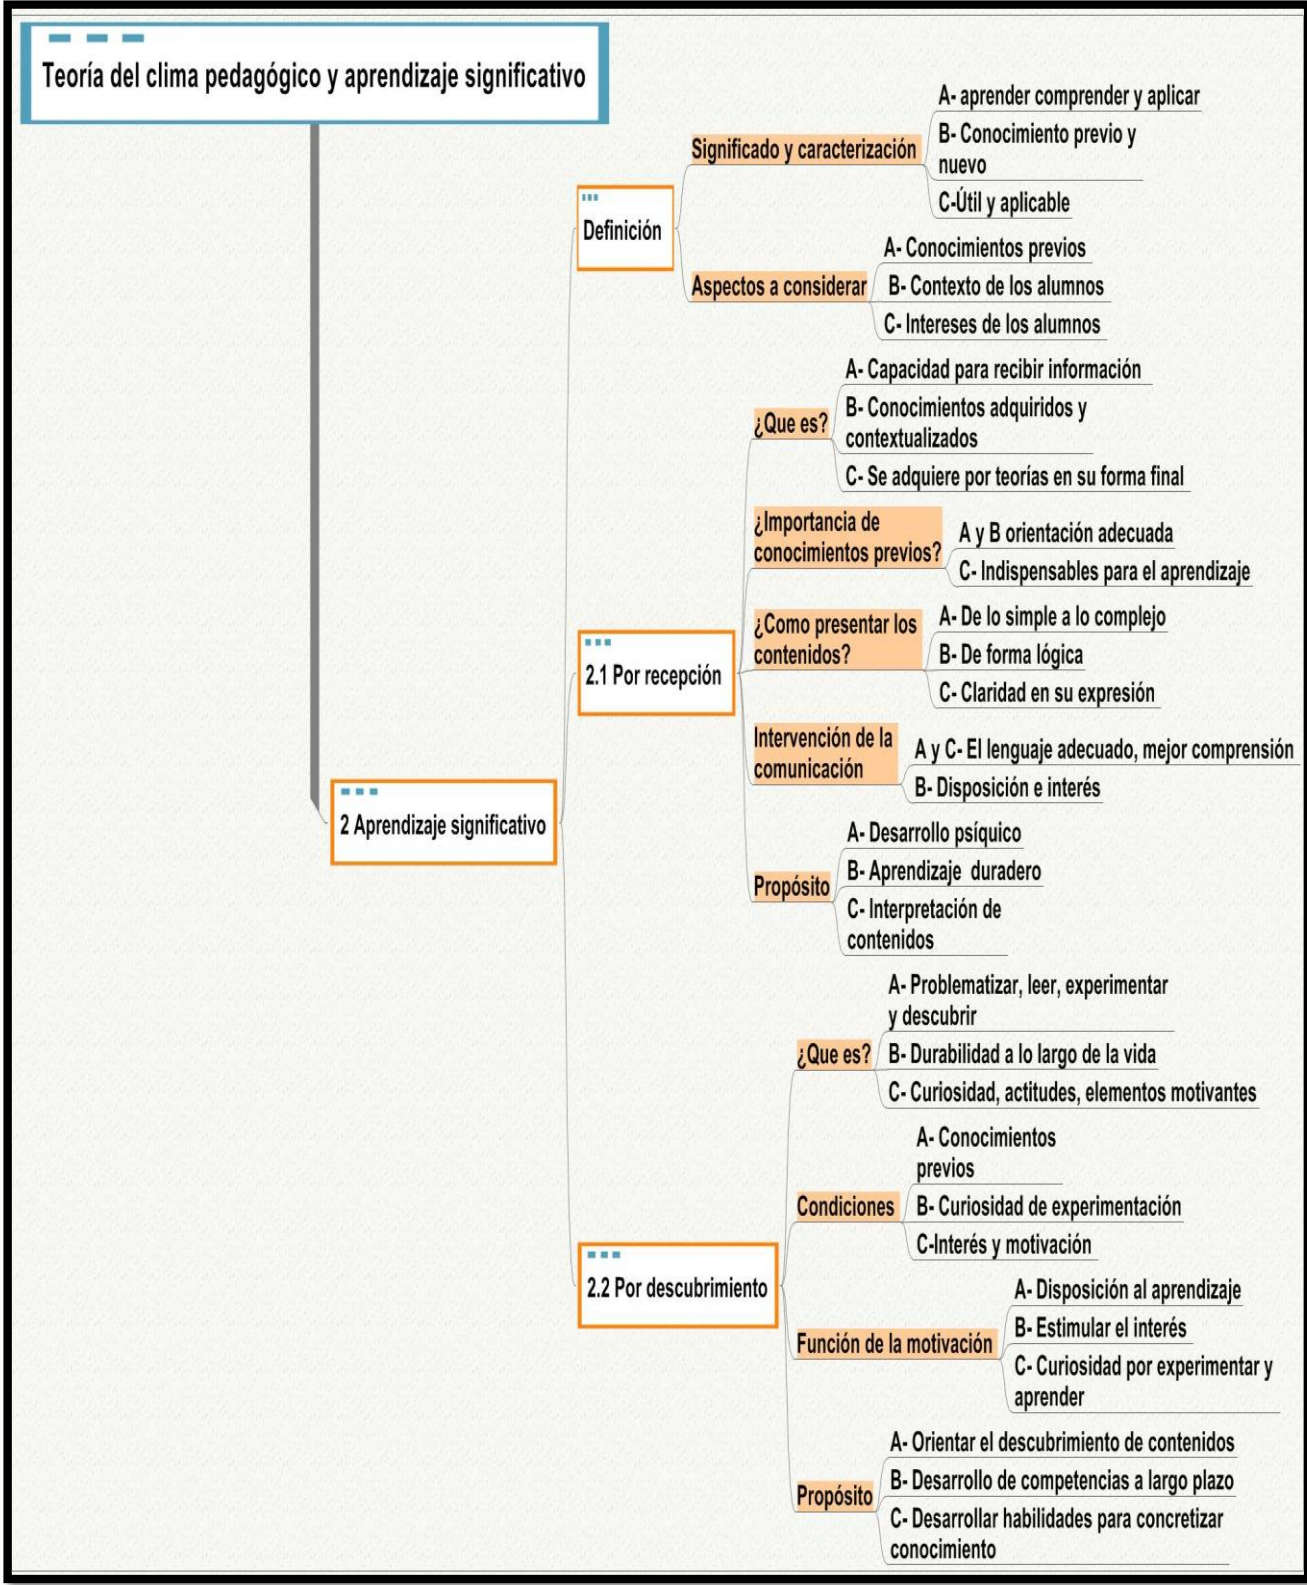 Teoría del clima pedagógico y aprendizaje significativo
2 Aprendizaje significativo
Definición
Significado y caracterización
A- aprender comprender y aplicar
B- Conocimiento previo y
nuevo
C-Útil y aplicable
Aspectos a considerar
A- Conocimientos previos
B- Contexto de los alumnos
C- Intereses de los alumnos
2.1 Por recepción
¿Que es?
A- Capacidad para recibir información
B- Conocimientos adquiridos y
contextualizados
C- Se adquiere por teorías en su forma final
¿Importancia de
conocimientos previos?
A y B orientación adecuada
C- Indispensables para el aprendizaje
¿Como presentar los
contenidos?
A- De lo simple a lo complejo
B- De forma lógica
C- Claridad en su expresión
Intervención de la
comunicación
A y C- El lenguaje adecuado, mejor comprensión
B- Disposición e interés
Propósito
A- Desarrollo psíquico
B- Aprendizaje duradero
C- Interpretación de
contenidos
2.2 Por descubrimiento
¿Que es?
A- Problematizar, leer, experimentar
y descubrir
B- Durabilidad a lo largo de la vida
C- Curiosidad, actitudes, elementos motivantes
Condiciones
A- Conocimientos
previos
B- Curiosidad de experimentación
C-Interés y motivación
Función de la motivación
A- Disposición al aprendizaje
B- Estimular el interés
C- Curiosidad por experimentar y
aprender
Propósito
A- Orientar el descubrimiento de contenidos
B- Desarrollo de competencias a largo plazo
C- Desarrollar habilidades para concretizar
conocimiento